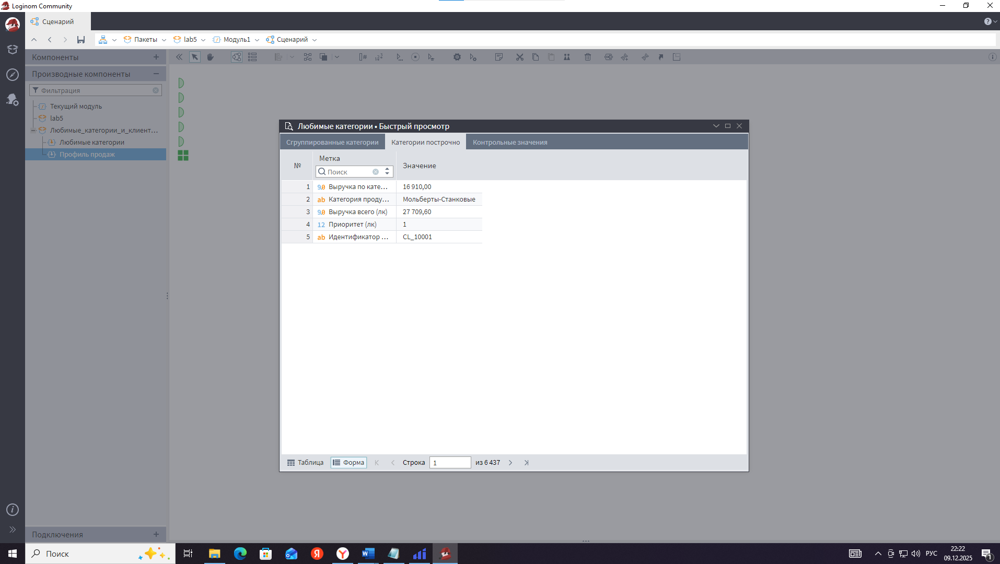 Loginom Community
Сценарий
Пакеты lab5 Модуль1 Сценарий
Компоненты
Производные компоненты
Фильтрация
Текущий модуль
lab5
Любимые_категории_и_клиент...
Любимые категории
Профиль продаж
Подключения
Любимые категории • Быстрый просмотр
Сгруппированные категории Категории построчно Контрольные значения
№ Метка Значение
Поиск
1 9.0 Выручка по кате... 16 910,00
2 ab Категория проду... Мольберты-Станковые
3 9.0 Выручка всего (лк) 27 709,60
4 12 Приоритет (лк) 1
5 ab Идентификатор ... CL_10001
Таблица Форма Строка 1 из 6 437
Поиск
РУС
22:22
09.12.2025
1